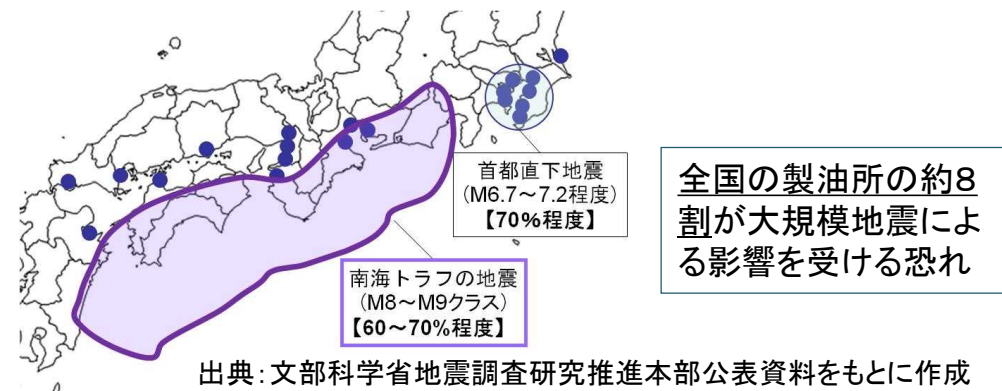 首都直下地震
(M6.7～7.2程度)
【70%程度】
南海トラフの地震
(M8～M9クラス)
【60～70%程度】
全国の製油所の約8
割が大規模地震によ
る影響を受ける恐れ
出典：文部科学省地震調査研究推進本部公表資料をもとに作成